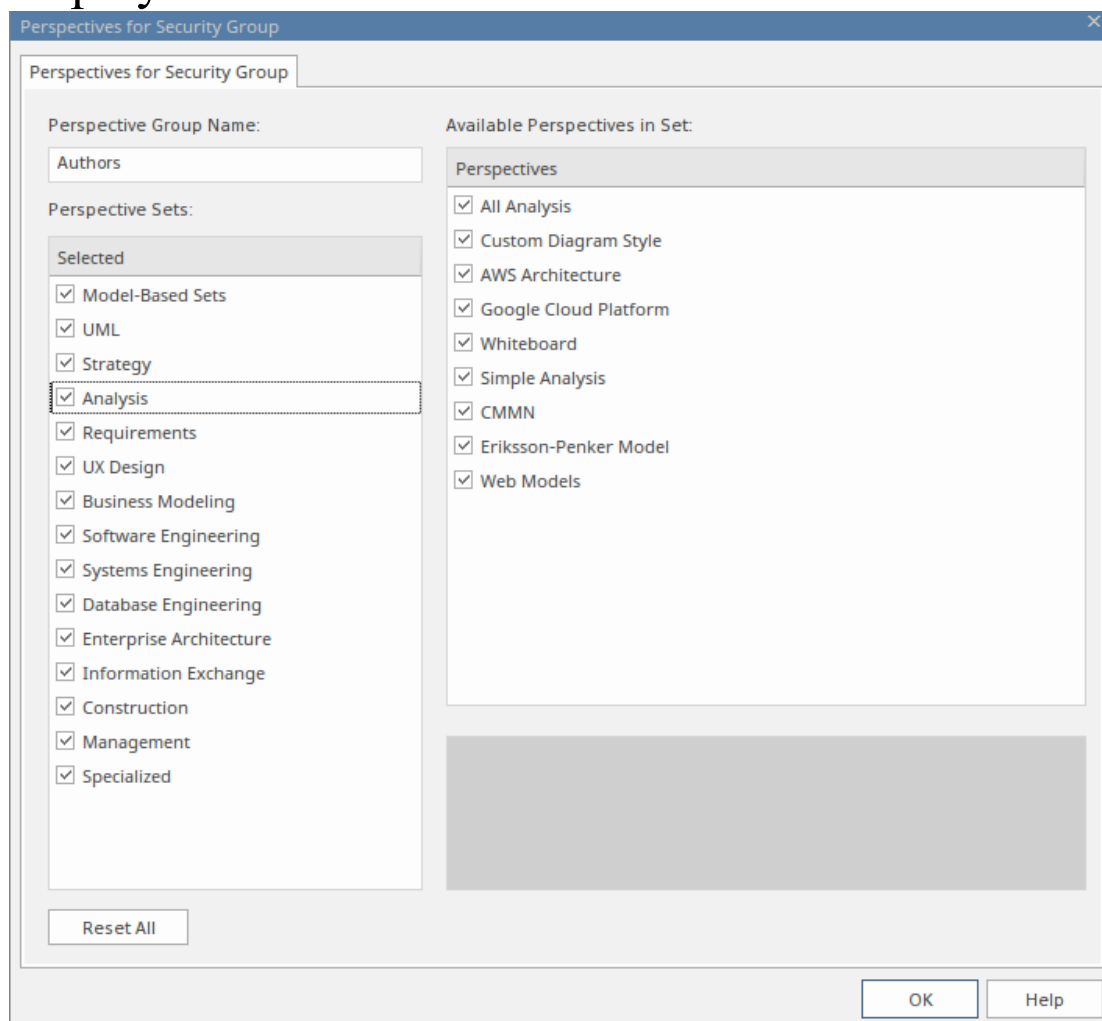 Perspectives for Security Group
Perspectives for Security Group
Perspective Group Name:
Authors
Perspective Sets:
Selected
Model-Based Sets
UML
Strategy
Analysis
Requirements
UX Design
Business Modeling
Software Engineering
Systems Engineering
Database Engineering
Enterprise Architecture
Information Exchange
Construction
Management
Specialized
Reset All
Available Perspectives in Set:
Perspectives
All Analysis
Custom Diagram Style
AWS Architecture
Google Cloud Platform
Whiteboard
Simple Analysis
CMMN
Eriksson-Penker Model
Web Models
OK
Help